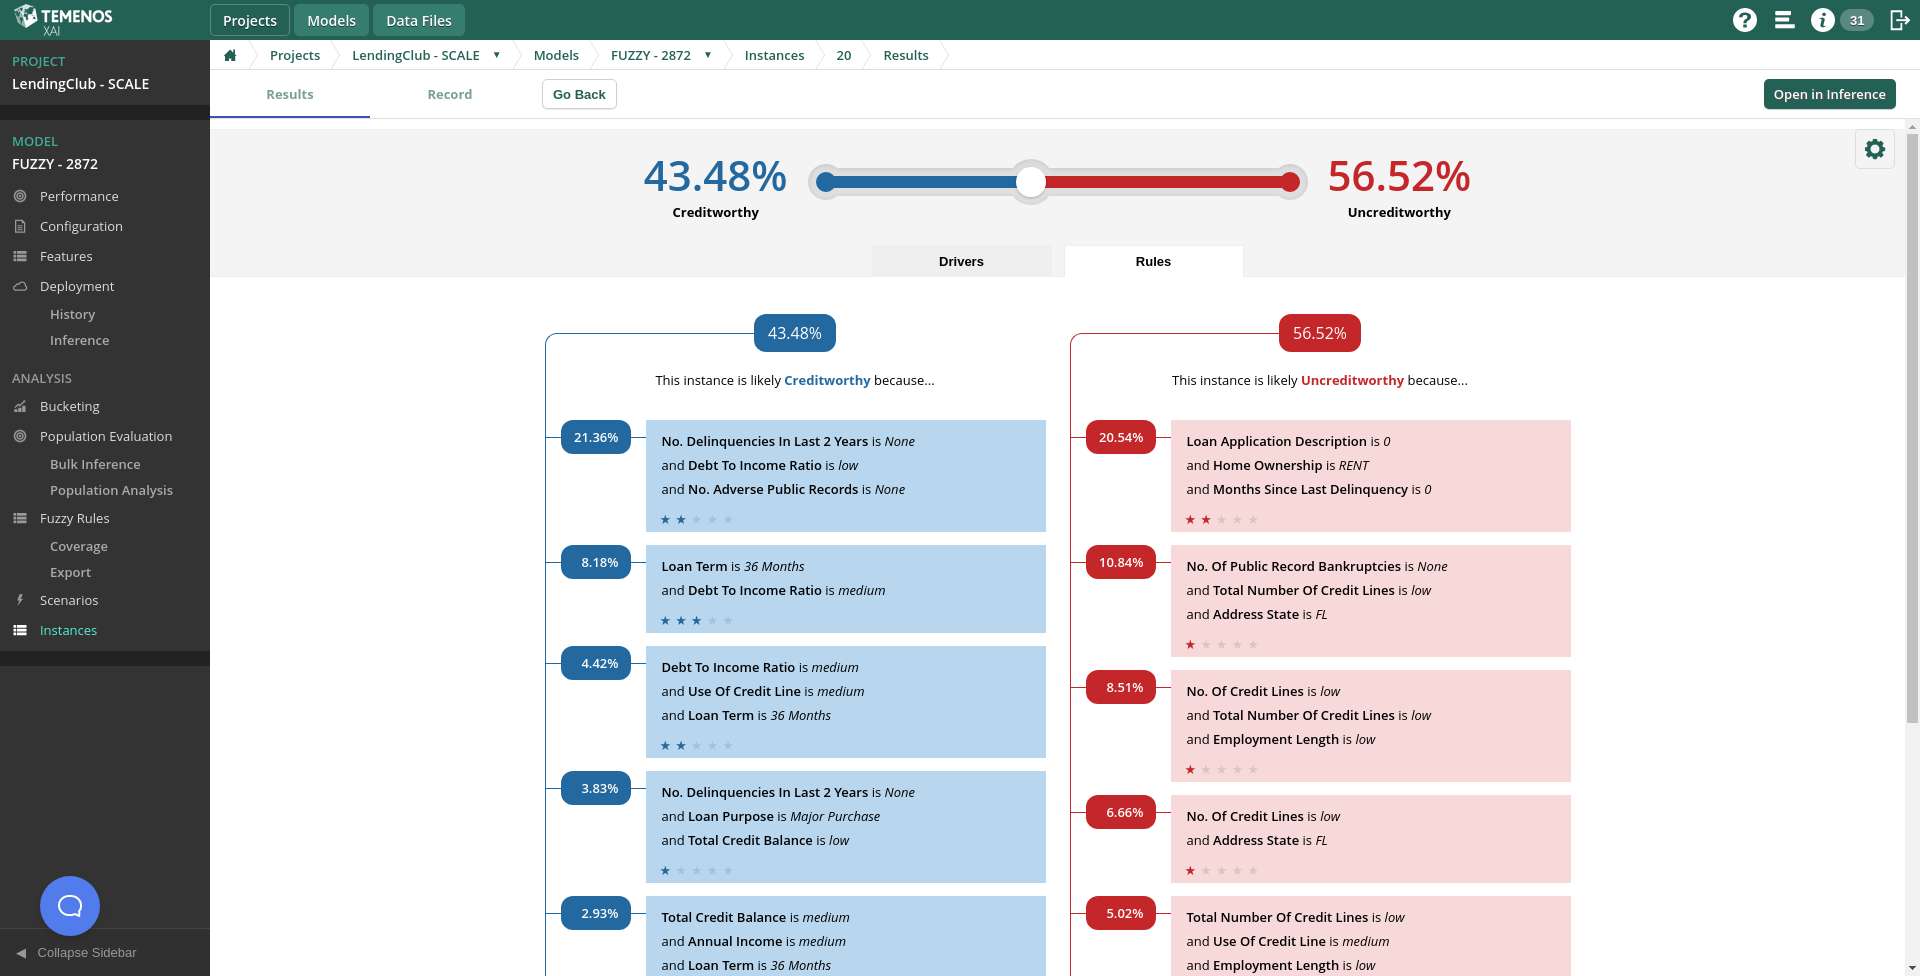 TEMENOS
XAI
Projects
Models
Data Files
31
PROJECT
LendingClub - SCALE
MODEL
FUZZY - 2872
Performance
Configuration
Features
Deployment
History
Inference
ANALYSIS
Bucketing
Population Evaluation
Bulk Inference
Population Analysis
Fuzzy Rules
Coverage
Export
Scenarios
Instances
Collapse Sidebar
Projects
LendingClub - SCALE
Models
FUZZY - 2872
Instances
20
Results
Results
Record
Go Back
Open in Inference
43.48%
Creditworthy
56.52%
Uncreditworthy
Drivers
Rules
43.48%
This instance is likely Creditworthy because...
21.36%
No. Delinquencies In Last 2 Years is None
and Debt To Income Ratio is low
and No. Adverse Public Records is None
8.18%
Loan Term is 36 Months
and Debt To Income Ratio is medium
4.42%
Debt To Income Ratio is medium
and Use Of Credit Line is medium
and Loan Term is 36 Months
3.83%
No. Delinquencies In Last 2 Years is None
and Loan Purpose is Major Purchase
and Total Credit Balance is low
2.93%
Total Credit Balance is medium
and Annual Income is medium
and Loan Term is 36 Months
56.52%
This instance is likely Uncreditworthy because...
20.54%
Loan Application Description is 0
and Home Ownership is RENT
and Months Since Last Delinquency is 0
10.84%
No. Of Public Record Bankruptcies is None
and Total Number Of Credit Lines is low
and Address State is FL
8.51%
No. Of Credit Lines is low
and Total Number Of Credit Lines is low
and Employment Length is low
6.66%
No. Of Credit Lines is low
and Address State is FL
5.02%
Total Number Of Credit Lines is low
and Use Of Credit Line is medium
and Employment Length is low